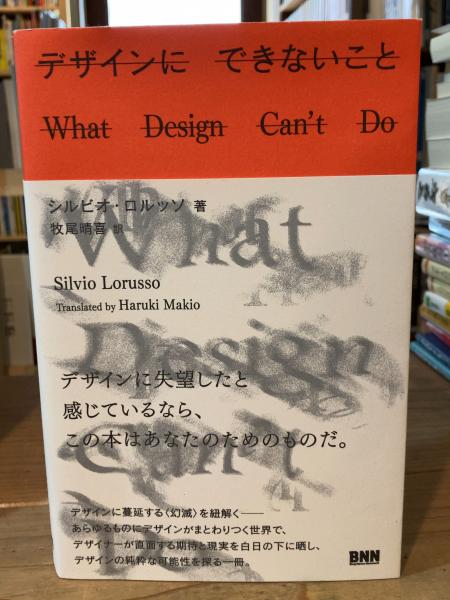 デザインに できないこと
What Design Can't Do
シルビオ・ロルッソ 著
牧尾晴喜 訳
What
Silvio Lorusso
Translated by Haruki Makio
Design
デザインに失望したと
感じているなら、
この本はあなたのためのものだ。
Can't
デザインに蔓延する〈幻滅〉を紐解く——
あらゆるものにデザインがまとわりつく世界で、
デザイナーが直面する期待と現実を白日の下に晒し、
デザインの純粋な可能性を探る一冊。
BNN